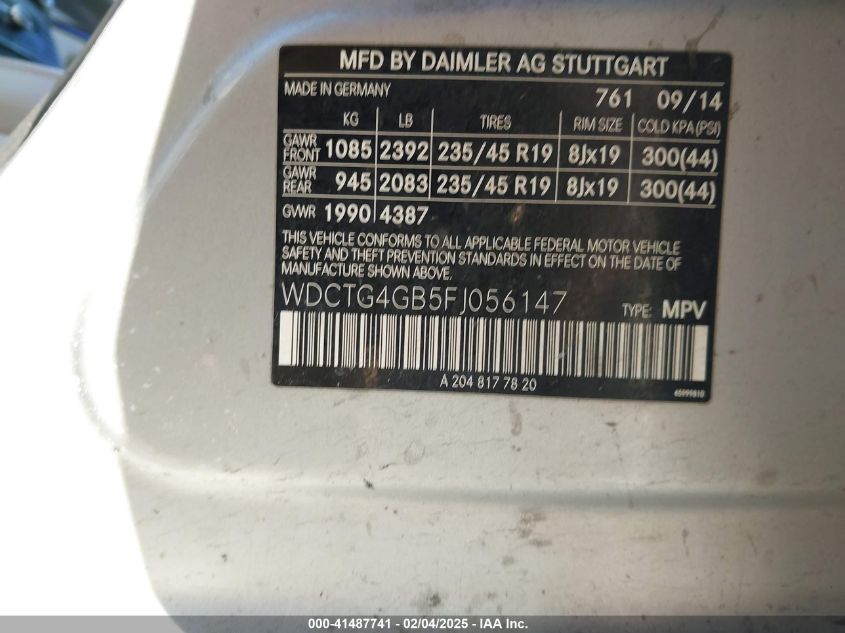 MFD BY DAIMLER AG STUTTGART
MADE IN GERMANY 761 09/14
KG LB TIRES RIM SIZE COLD KPA (PSI)
GAWR FRONT 1085 2392 235/45 R19 8Jx19 300(44)
GAWR REAR 945 2083 235/45 R19 8Jx19 300(44)
GVWR 1990 4387
THIS VEHICLE CONFORMS TO ALL APPLICABLE FEDERAL MOTOR VEHICLE
SAFETY AND THEFT PREVENTION STANDARDS IN EFFECT ON THE DATE OF
MANUFACTURE SHOWN ABOVE.
WDCTG4GB5FJ056147 TYPE: MPV
A 204 817 78 20
000-41487741 - 02/04/2025 - IAA Inc.